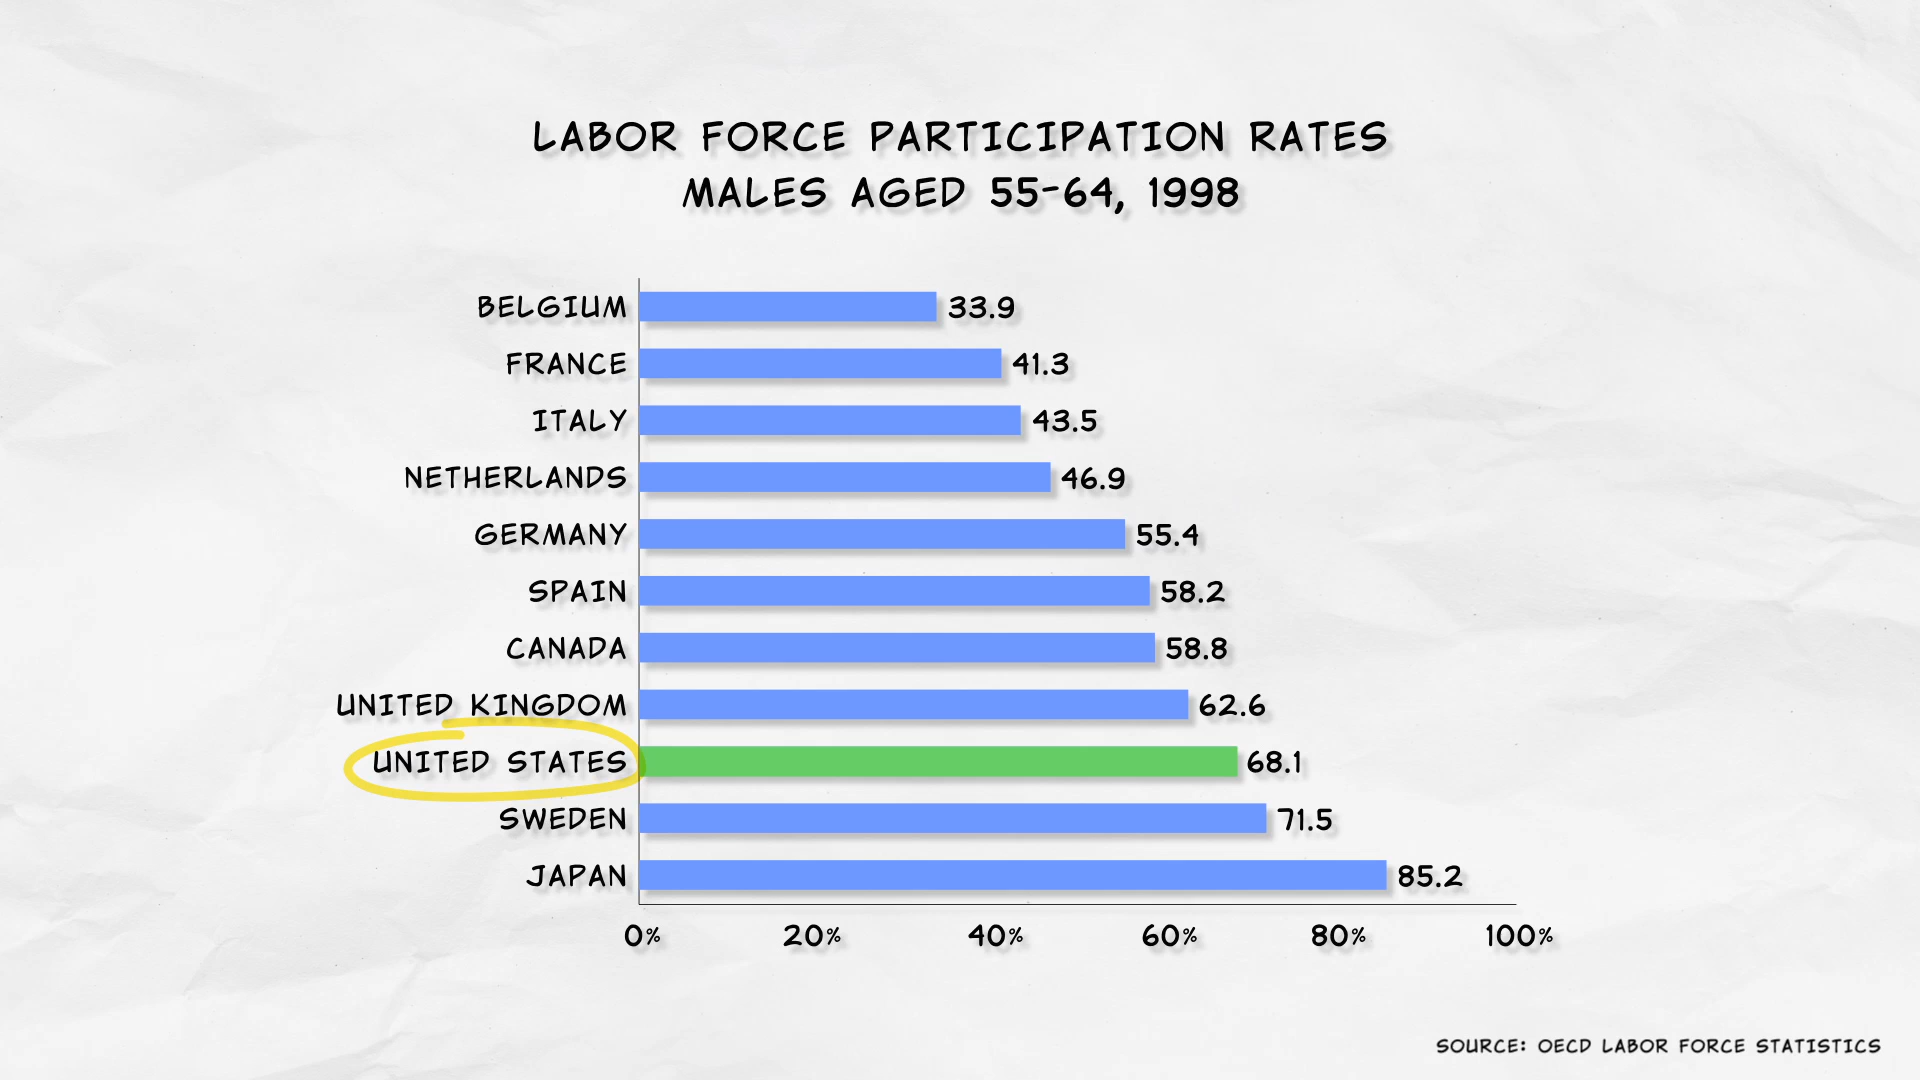 LABOR FORCE PARTICIPATION RATES
MALES AGED 55-64, 1998
BELGIUM 33.9
FRANCE 41.3
ITALY 43.5
NETHERLANDS 46.9
GERMANY 55.4
SPAIN 58.2
CANADA 58.8
UNITED KINGDOM 62.6
UNITED STATES 68.1
SWEDEN 71.5
JAPAN 85.2
0% 20% 40% 60% 80% 100%
SOURCE: OECD LABOR FORCE STATISTICS